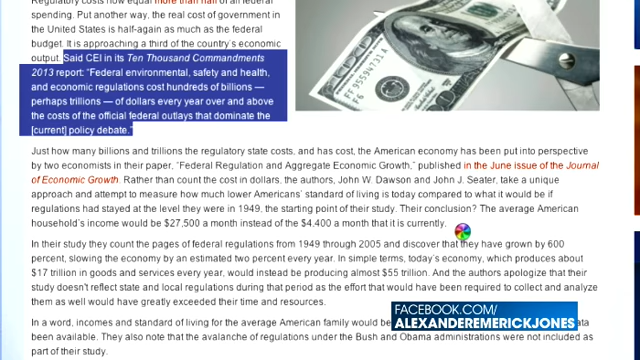 Regulatory costs now equal more than half of all federal
spending. Put another way, the real cost of government in
the United States is half-again as much as the federal
budget. It is approaching a third of the country's economic
output. Said CEI in its Ten Thousand Commandments
2013 report: "Federal environmental, safety and health,
and economic regulations cost hundreds of billions —
perhaps trillions — of dollars every year over and above
the costs of the official federal outlays that dominate the
[current] policy debate."
FF 95594731 A
Just how many billions and trillions the regulatory state costs, and has cost, the American economy has been put into perspective
by two economists in their paper, "Federal Regulation and Aggregate Economic Growth," published in the June issue of the Journal
of Economic Growth. Rather than count the cost in dollars, the authors, John W. Dawson and John J. Seater, take a unique
approach and attempt to measure how much lower Americans' standard of living is today compared to what it would be if
regulations had stayed at the level they were in 1949, the starting point of their study. Their conclusion? The average American
household's income would be $27,500 a month instead of the $4,400 a month that it is currently.
In their study they count the pages of federal regulations from 1949 through 2005 and discover that they have grown by 600
percent, slowing the economy by an estimated two percent every year. In simple terms, today's economy, which produces about
$17 trillion in goods and services every year, would instead be producing almost $55 trillion. And the authors apologize that their
study doesn't reflect state and local regulations during that period as the effort that would have been required to collect and analyze
them as well would have greatly exceeded their time and resources.
In a word, incomes and standard of living for the average American family would be data
been available. They also note that the avalanche of regulations under the Bush and Obama administrations were not included as
part of their study.
FACEBOOK.COM/
ALEXANDEREMERICKJONES